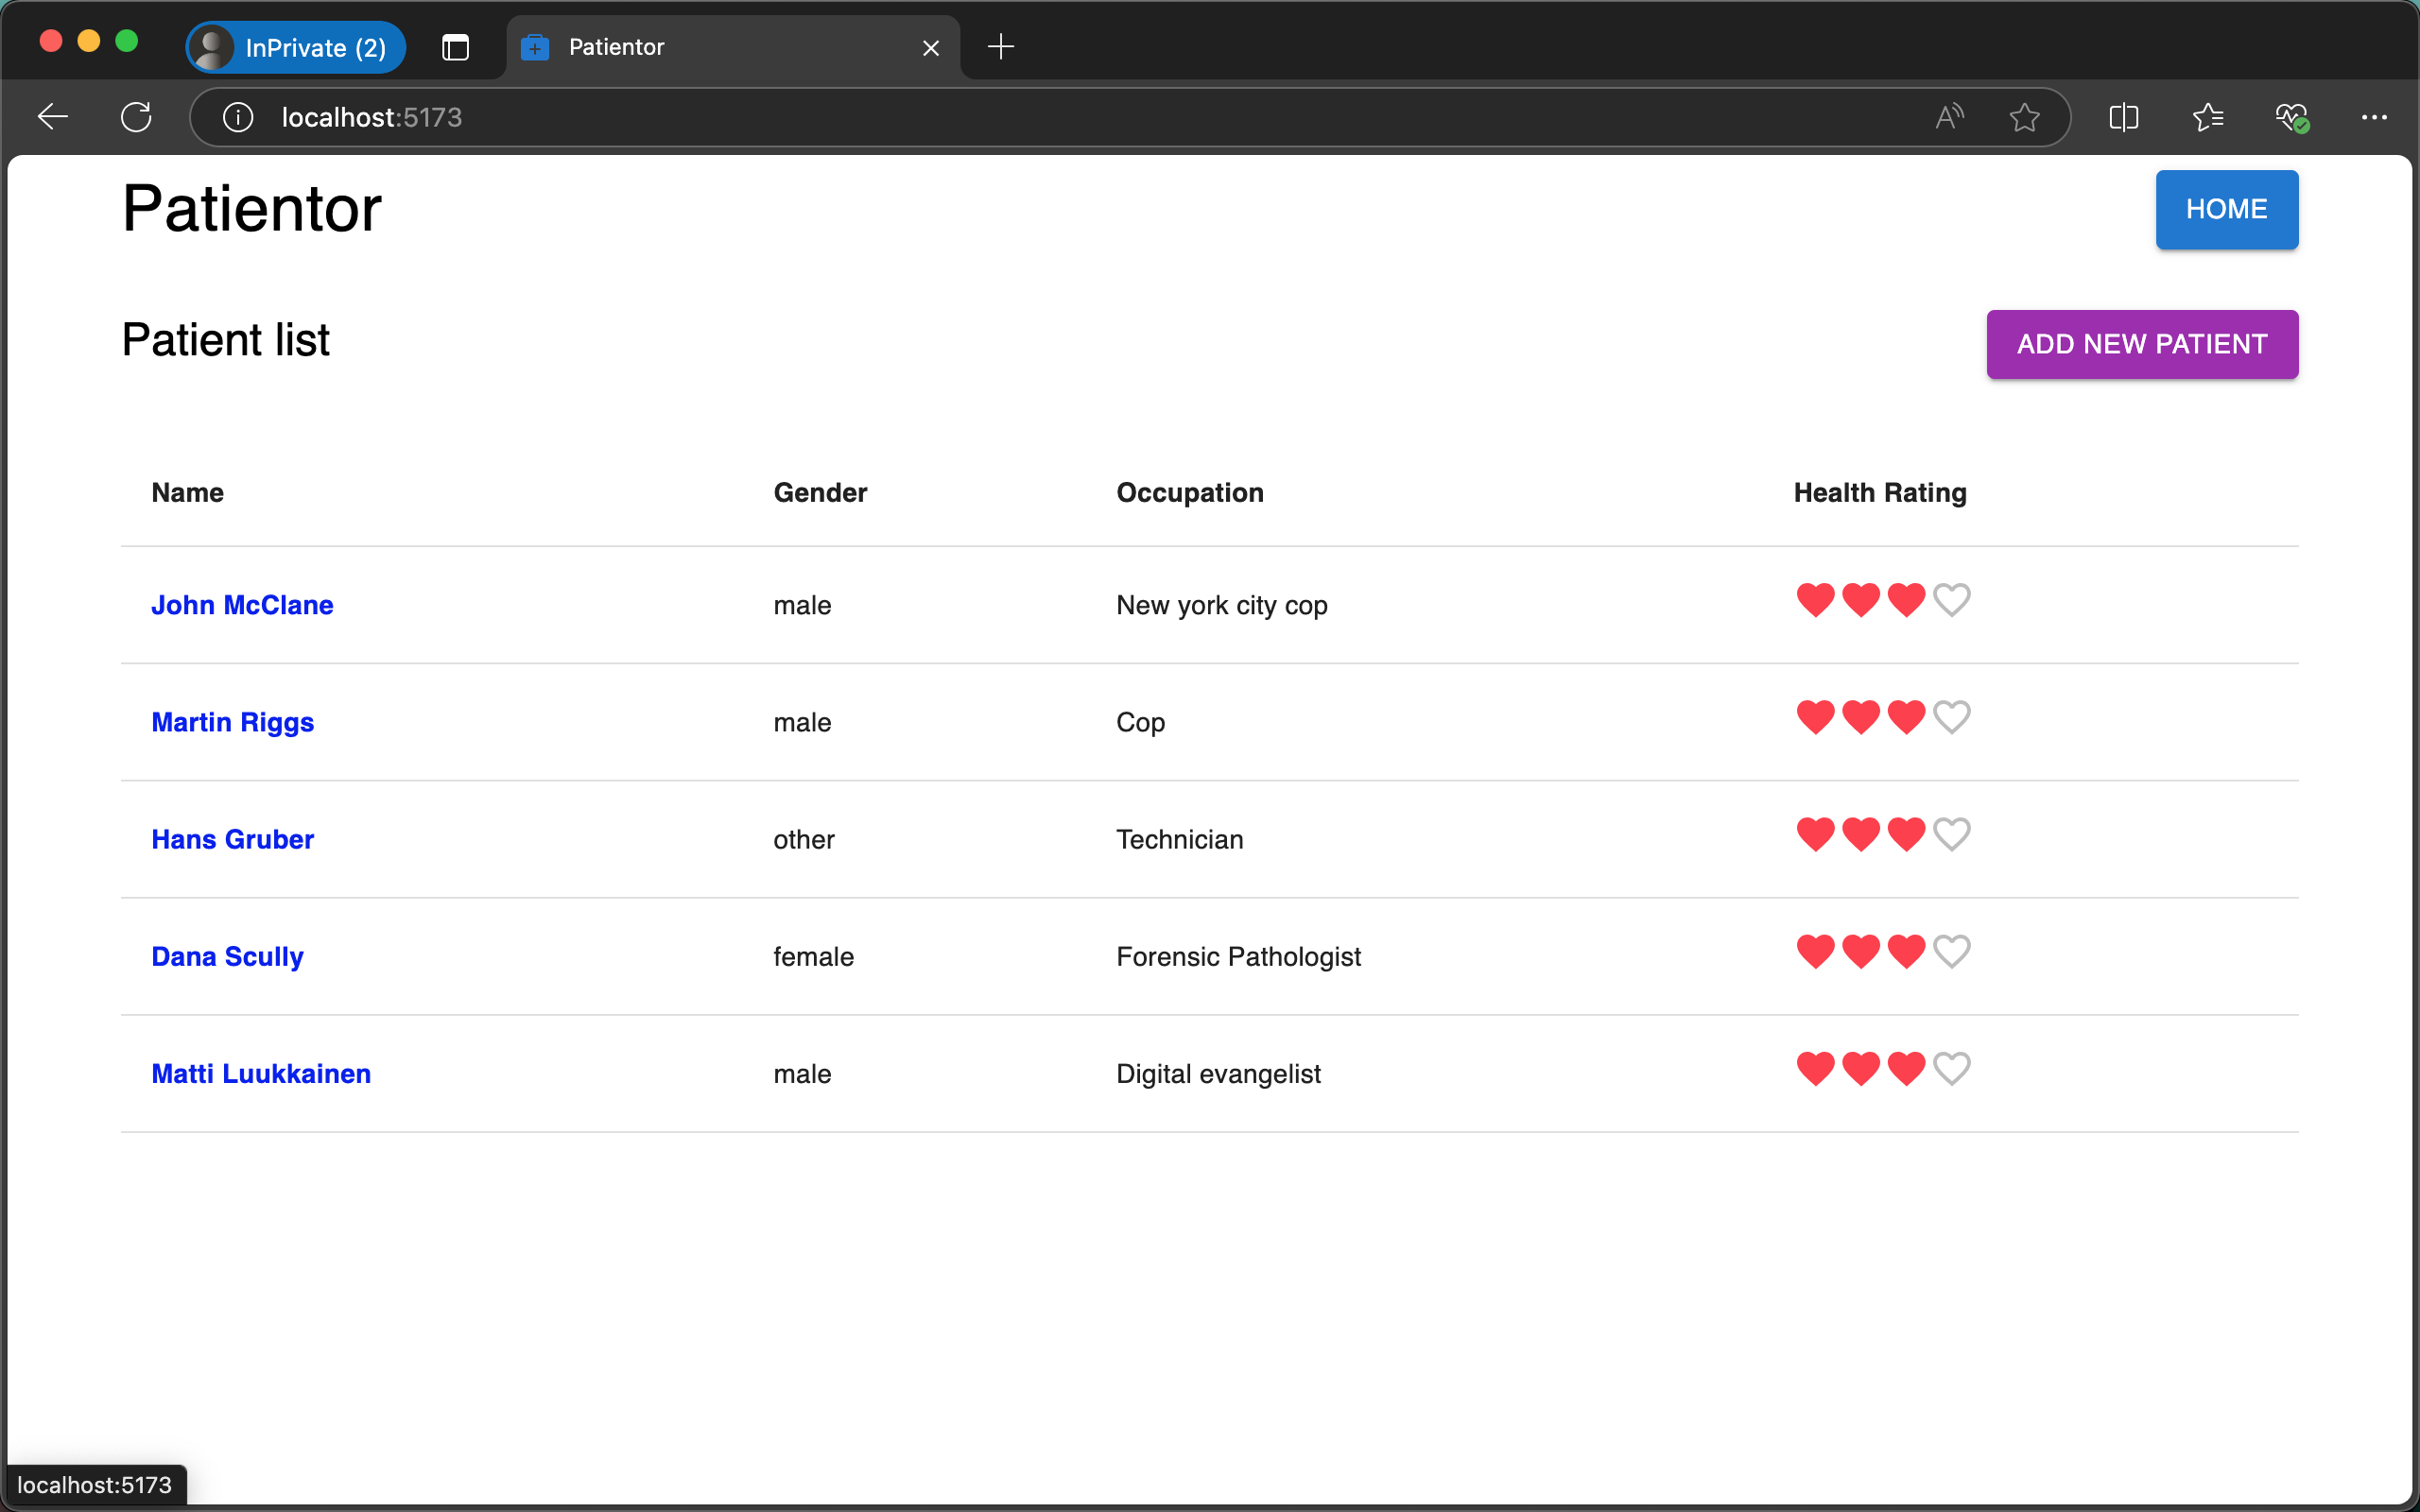 InPrivate (2)
Patientor
localhost:5173
Patientor
HOME
Patient list
ADD NEW PATIENT
Name Gender Occupation Health Rating
John McClane male New york city cop
Martin Riggs male Cop
Hans Gruber other Technician
Dana Scully female Forensic Pathologist
Matti Luukkainen male Digital evangelist
localhost:5173